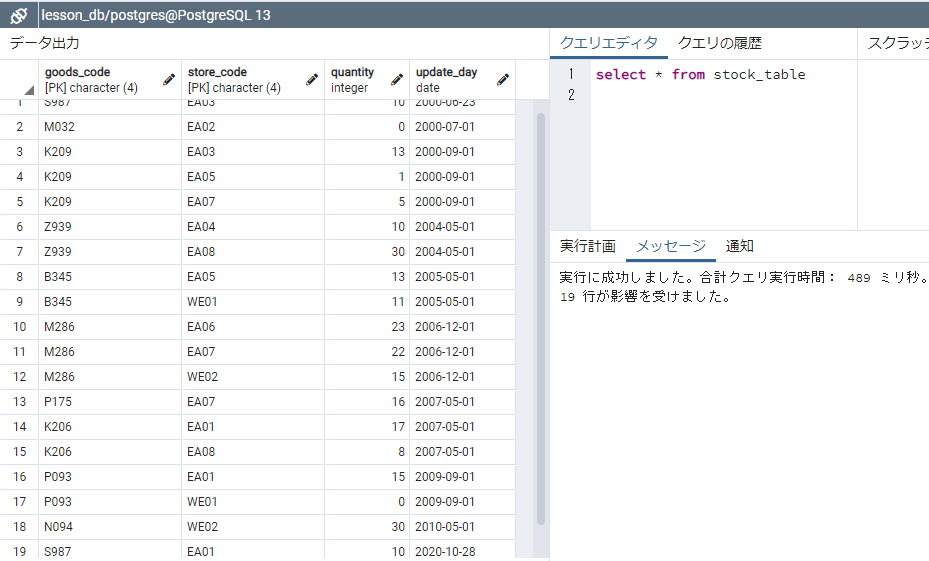 lesson_db/postgres@PostgreSQL 13
データ出力
goods_code store_code quantity update_day
[PK] character (4) [PK] character (4) integer date
1 S987 EA03 10 2000-06-23
2 M032 EA02 0 2000-07-01
3 K209 EA03 13 2000-09-01
4 K209 EA05 1 2000-09-01
5 K209 EA07 5 2000-09-01
6 Z939 EA04 10 2004-05-01
7 Z939 EA08 30 2004-05-01
8 B345 EA05 13 2005-05-01
9 B345 WE01 11 2005-05-01
10 M286 EA06 23 2006-12-01
11 M286 EA07 22 2006-12-01
12 M286 WE02 15 2006-12-01
13 P175 EA07 16 2007-05-01
14 K206 EA01 17 2007-05-01
15 K206 EA08 8 2007-05-01
16 P093 EA01 15 2009-09-01
17 P093 WE01 0 2009-09-01
18 N094 WE02 30 2010-05-01
19 S987 EA01 10 2020-10-28
クエリエディタ クエリの履歴 スクラッチ
1 select * from stock_table
2
実行計画 メッセージ 通知
実行に成功しました。合計クエリ実行時間： 489 ミリ秒。
19 行が影響を受けました。